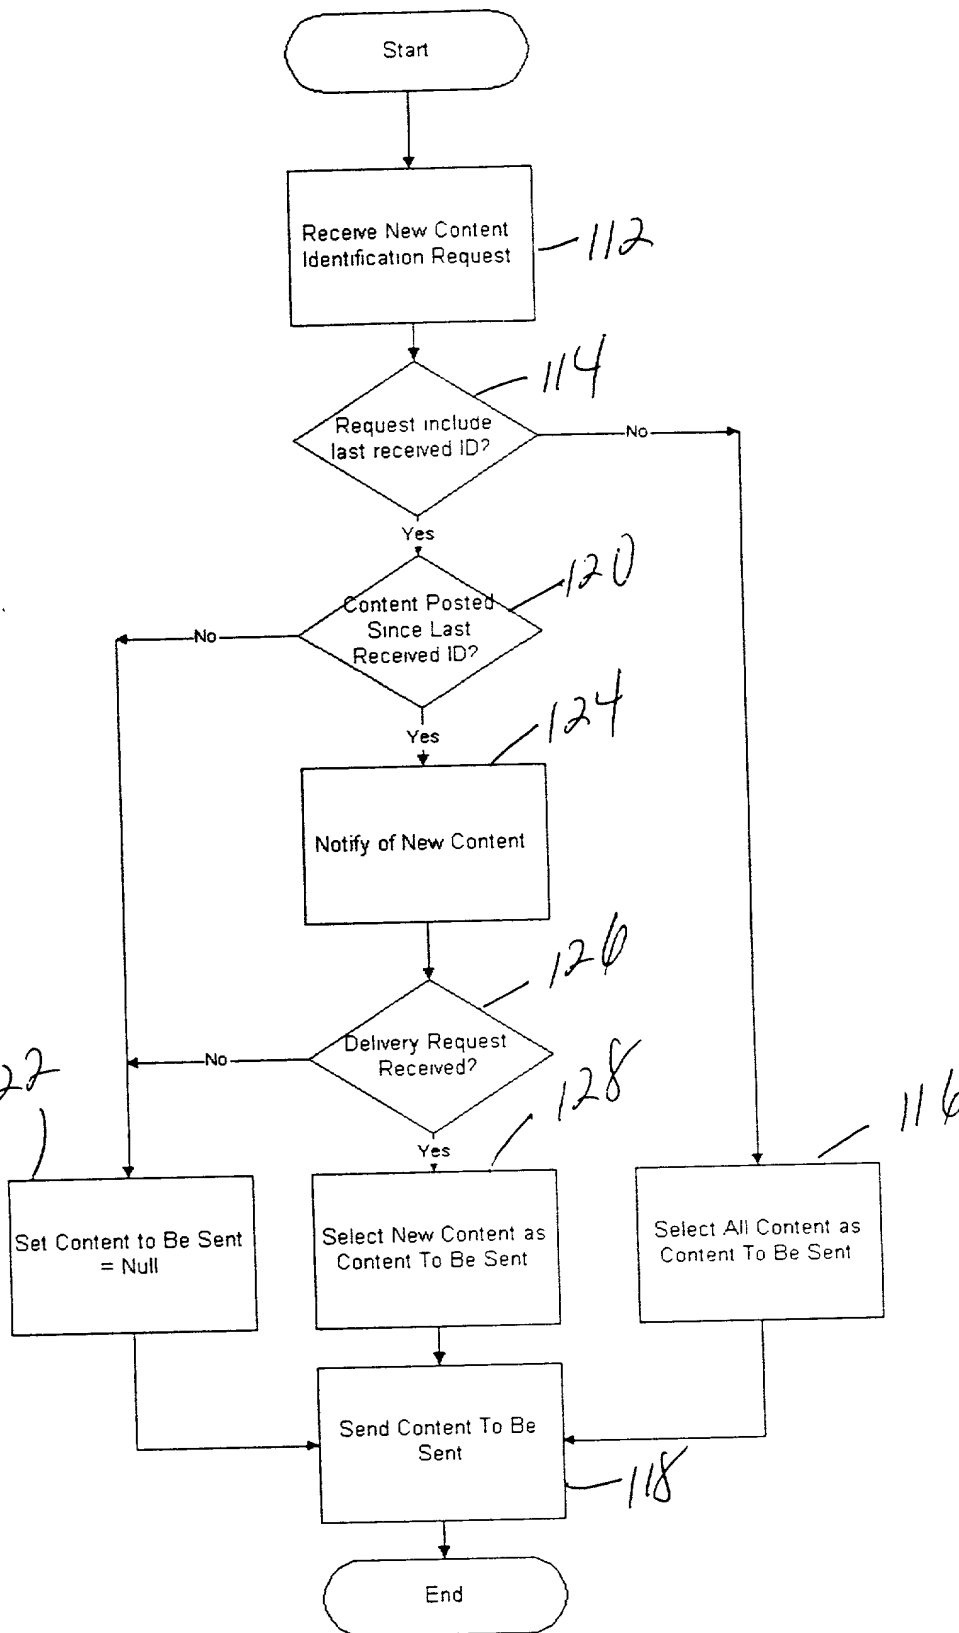 Start
Receive New Content
Identification Request
112
114
Request include
last received ID?
No
Yes
120
Content Posted
Since Last
Received ID?
No
Yes
124
Notify of New Content
126
Delivery Request
Received?
No
Yes
22
128
116
Set Content to Be Sent
= Null
Select New Content as
Content To Be Sent
Select All Content as
Content To Be Sent
Send Content To Be
Sent
118
End